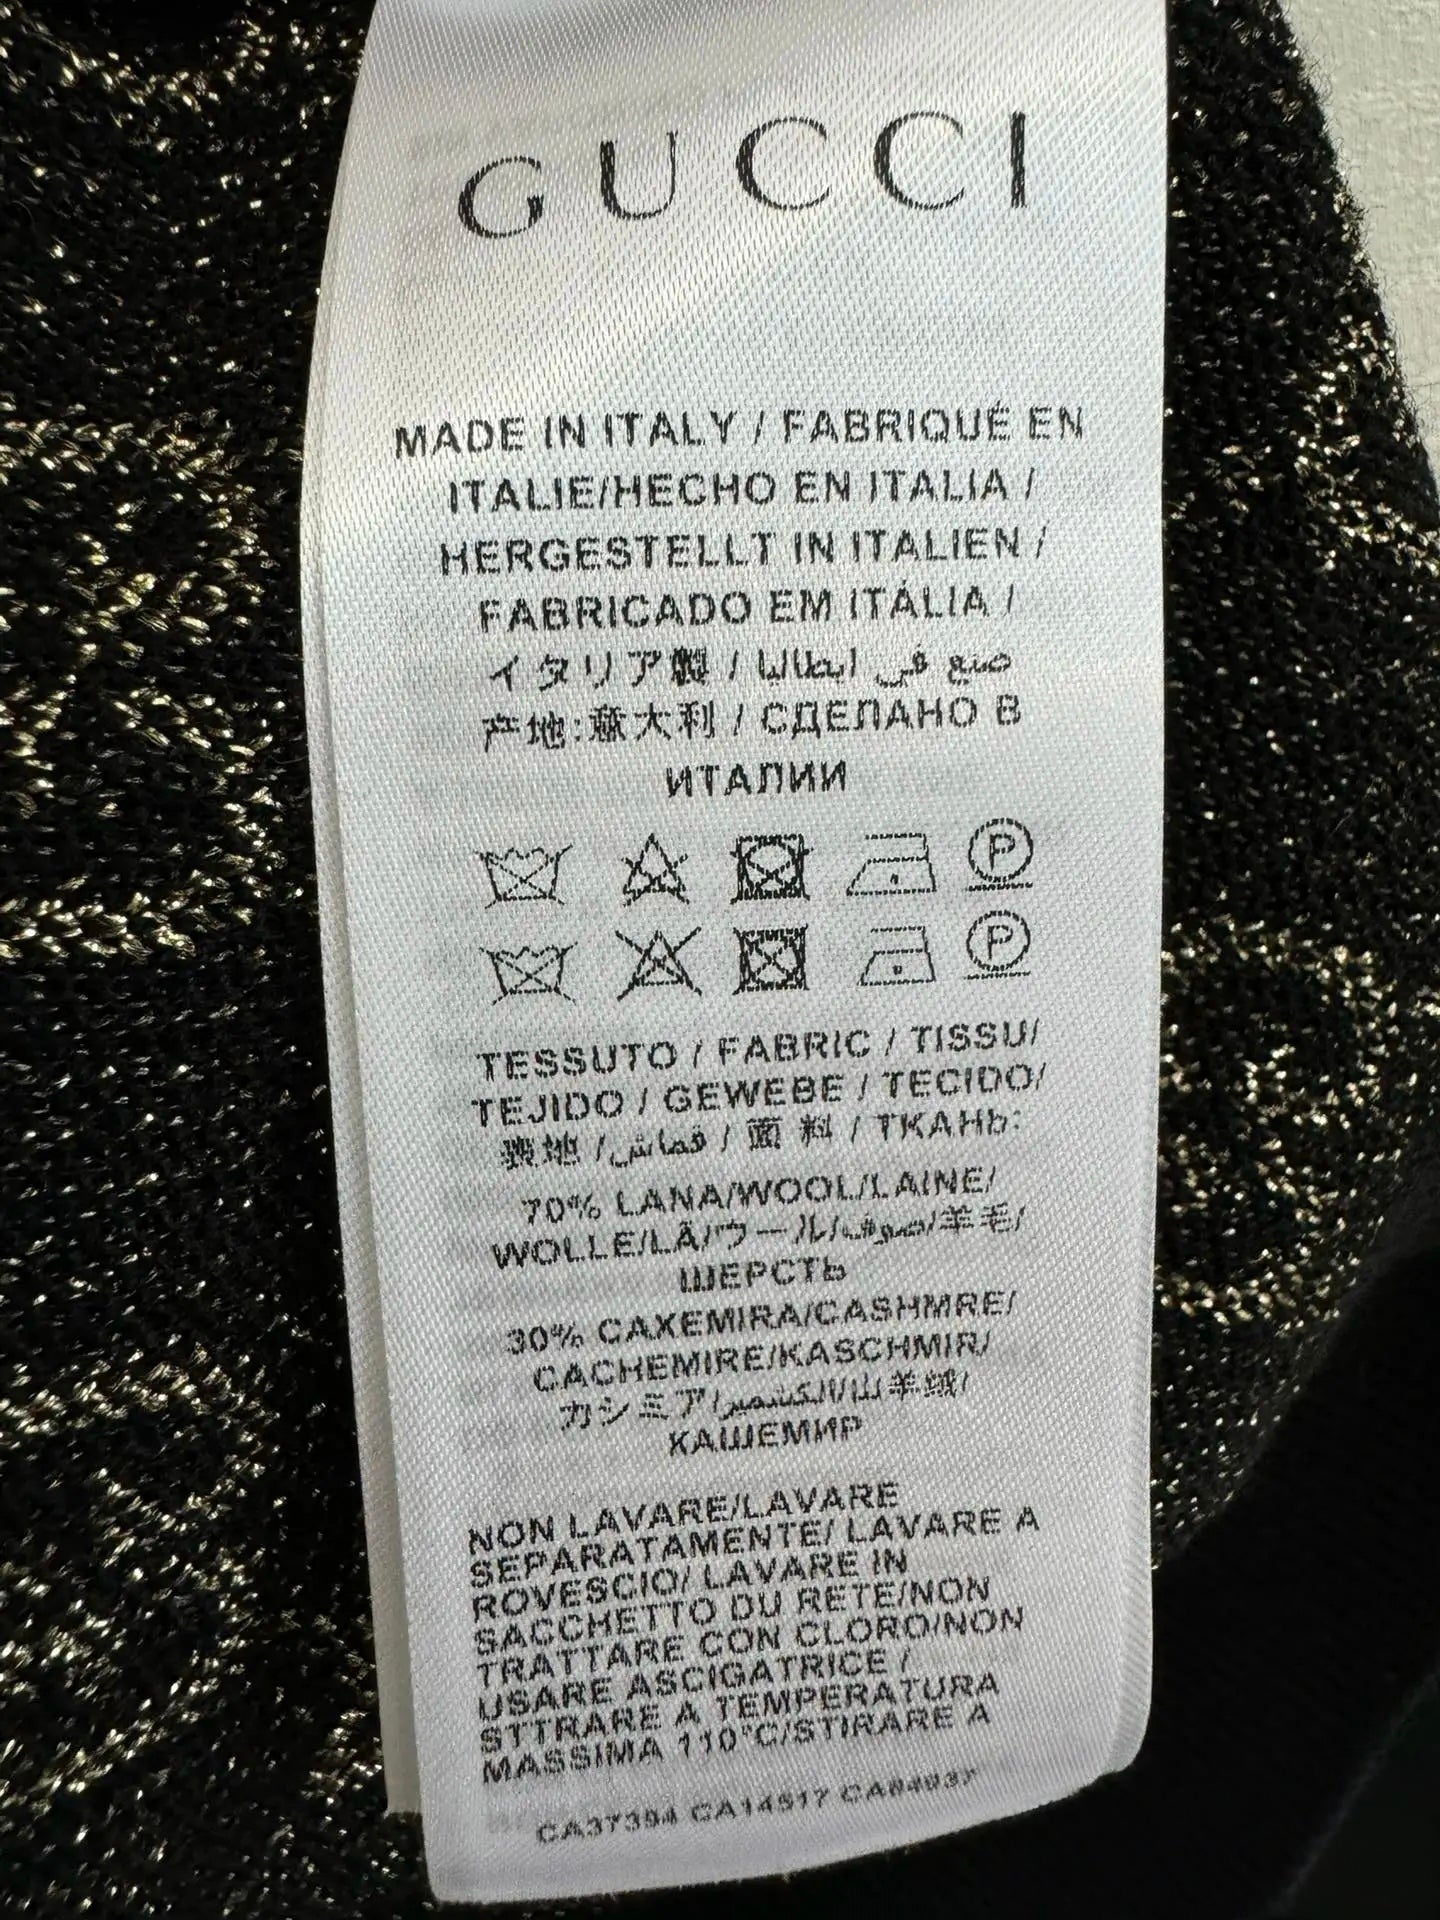 GUCCI
MADE IN ITALY / FABRIQUÉ EN
ITALIE/HECHO EN ITALIA /
HERGESTELLT IN ITALIEN /
FABRICADO EM ITÁLIA /
イタリア製 / صنع في ايطاليا
产地:意大利 / СДЕЛАНО В
ИТАЛИИ
P
P
TESSUTO / FABRIC / TISSU/
TEJIDO / GEWEBE / TECIDO/
表地 / قماش / 面料 / ТКАНЬ:
70% LANA/WOOL/LAINE/
WOLLE/LÃ/ウール/صوف/羊毛/
ШЕРСТЬ
30% CAXEMIRA/CASHMRE/
CACHEMIRE/KASCHMIR/
カシミア/الكشمير/山羊绒/
КАШЕМИР
NON LAVARE/LAVARE
SEPARATAMENTE/ LAVARE A
ROVESCIO/ LAVARE IN
SACCHETTO DU RETE/NON
TRATTARE CON CLORO/NON
USARE ASCIGATRICE /
STTRARE A TEMPERATURA
MASSIMA 110°C/STIRARE A
CA37394 CA14517 CA84937